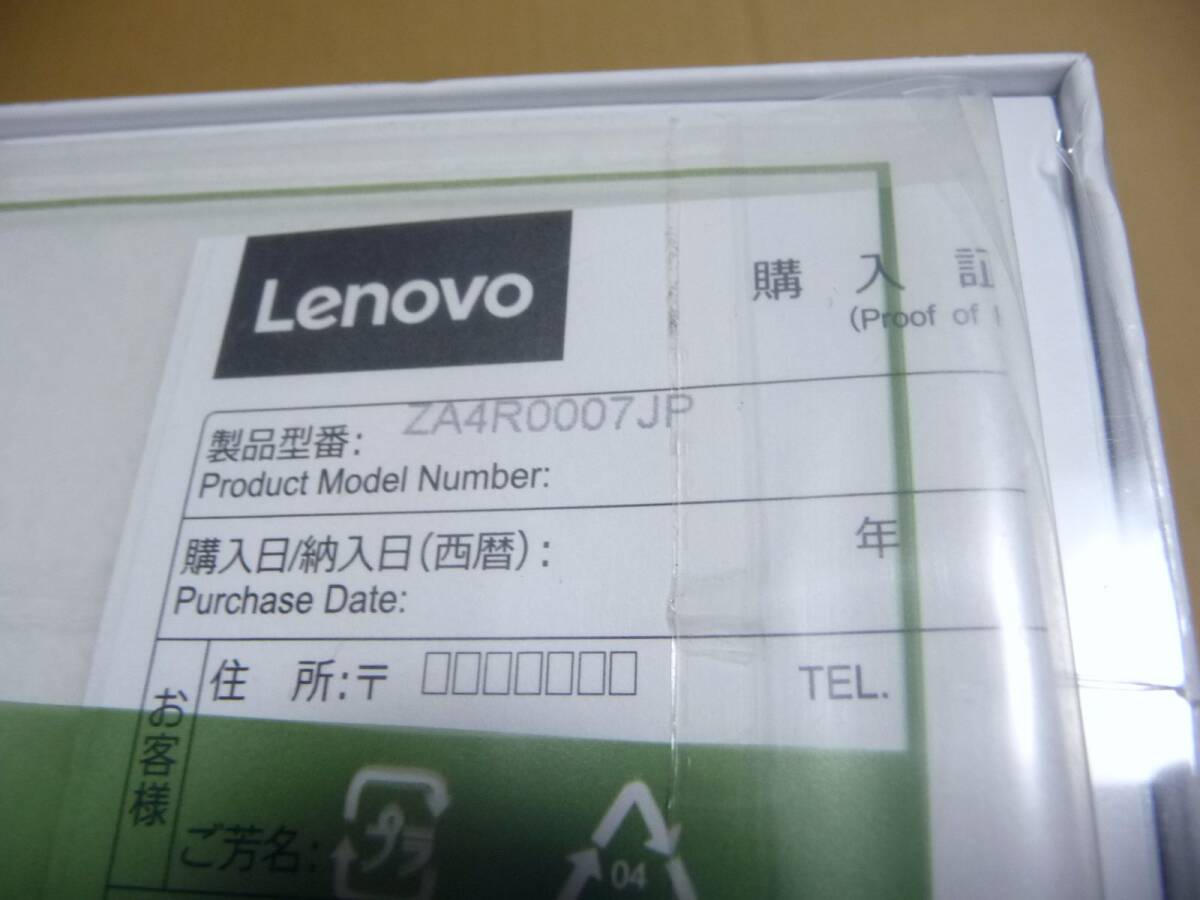 Lenovo
購入証
(Proof of
製品型番: ZA4R0007JP
Product Model Number:
購入日/納入日(西暦): 年
Purchase Date:
お客様
住 所:〒 □□□□□□□ TEL.
ご芳名:
プラ
04